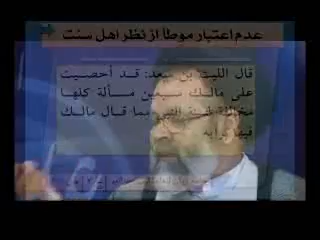 عدم اعتبار موطأ از نظر اهل سنت
قال الليث بن سعد: قد أحصيت
على مالك سبعين مسألة كلها
مخالفة لسنة النبي مما قال مالك
فيها برأيه